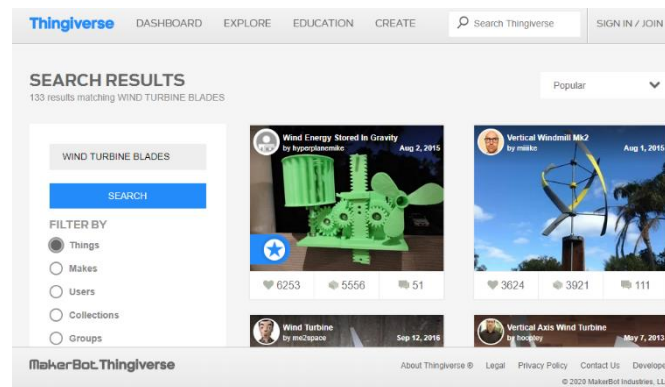 Thingiverse DASHBOARD EXPLORE EDUCATION CREATE Search Thingiverse SIGN IN / JOIN
SEARCH RESULTS
133 results matching WIND TURBINE BLADES
Popular
WIND TURBINE BLADES
SEARCH
FILTER BY
Things
Makes
Users
Collections
Groups
Wind Energy Stored In Gravity
by hyperplanemike Aug 2, 2015
6253 5556 51
Vertical Windmill Mk2
by miiike Aug 1, 2015
3624 3921 111
Wind Turbine
by me2space Sep 12, 2016
Vertical Axis Wind Turbine
by hoopley May 7, 2013
MakerBot Thingiverse About Thingiverse ® Legal Privacy Policy Contact Us Develop
© 2020 MakerBot Industries, LL